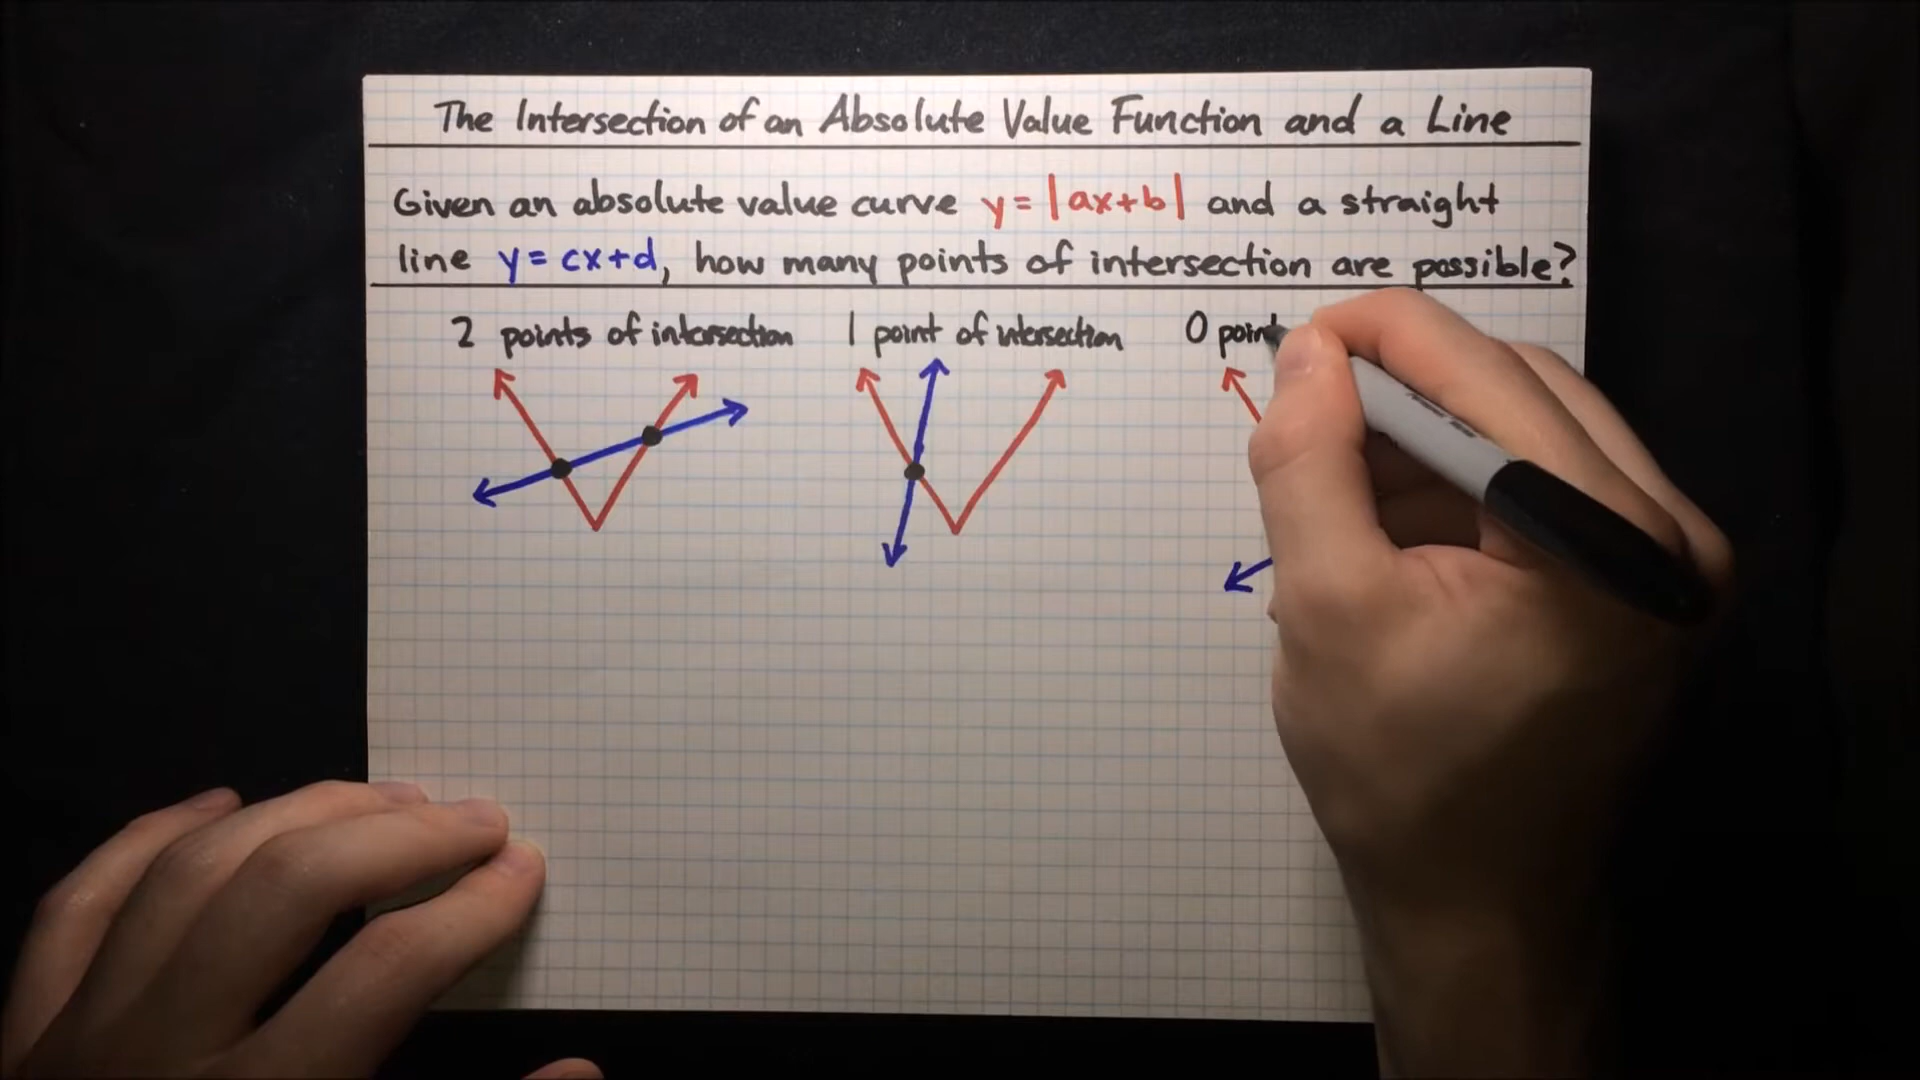 The Intersection of an Absolute Value Function and a Line
Given an absolute value curve y = |ax+b| and a straight
line y = cx+d, how many points of intersection are possible?
2 points of intersection 1 point of intersection 0 point